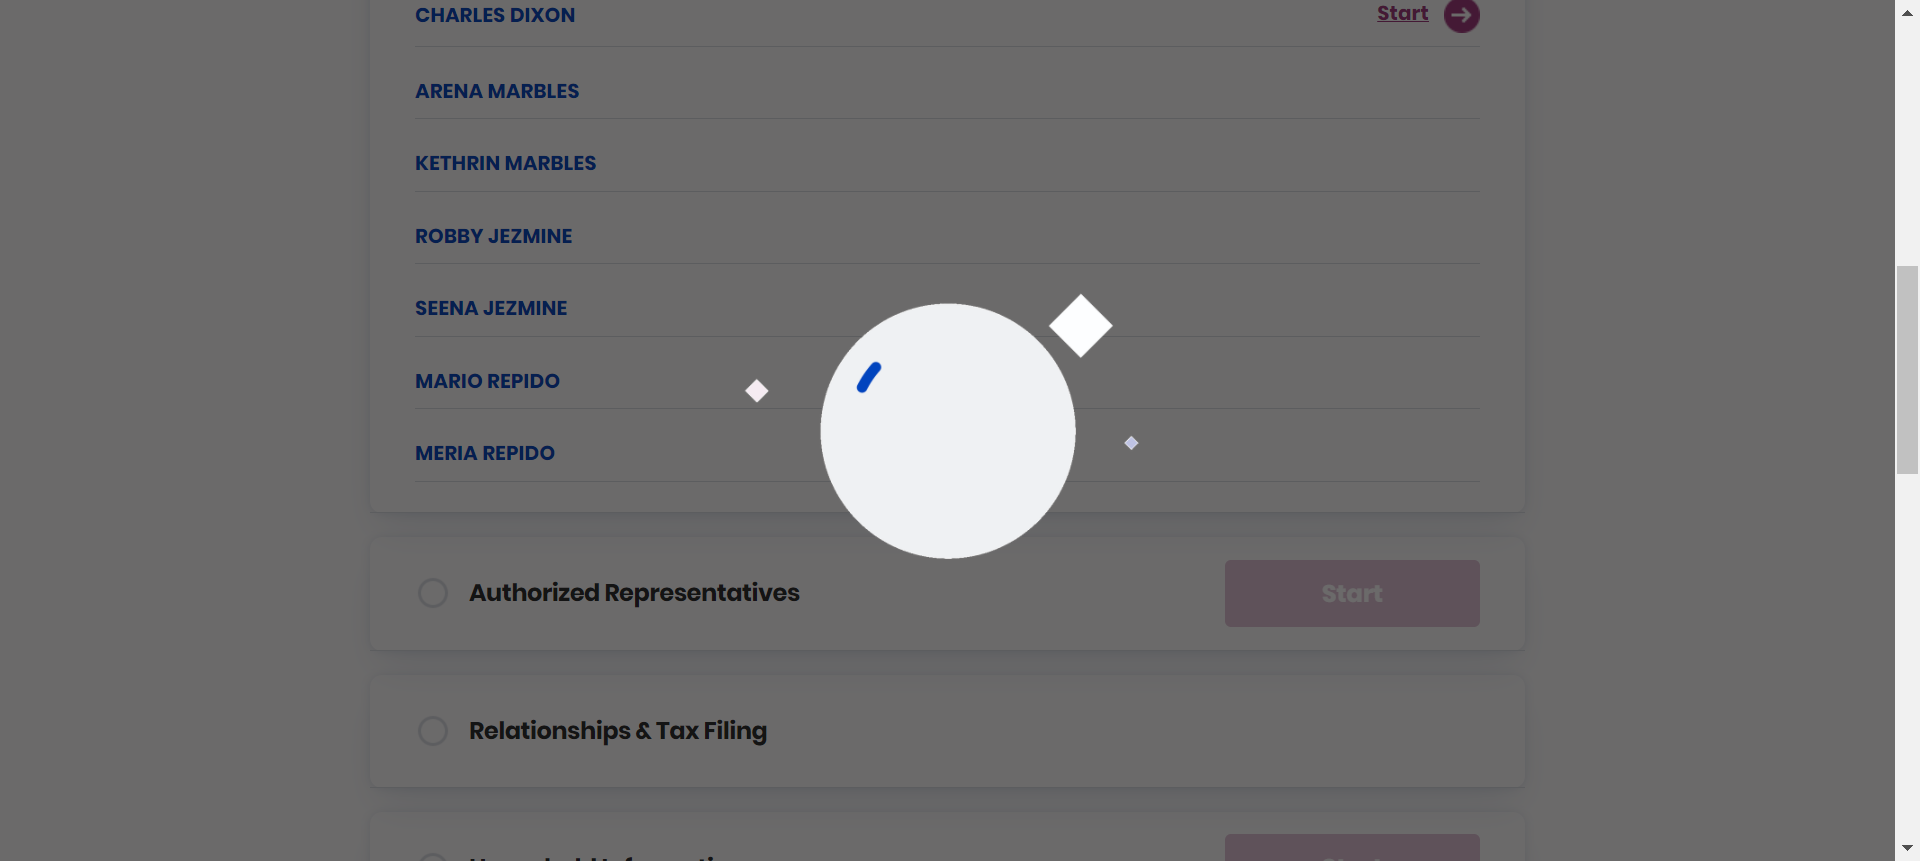 CHARLES DIXON Start
ARENA MARBLES
KETHRIN MARBLES
ROBBY JEZMINE
SEENA JEZMINE
MARIO REPIDO
MERIA REPIDO
Authorized Representatives Start
Relationships & Tax Filing